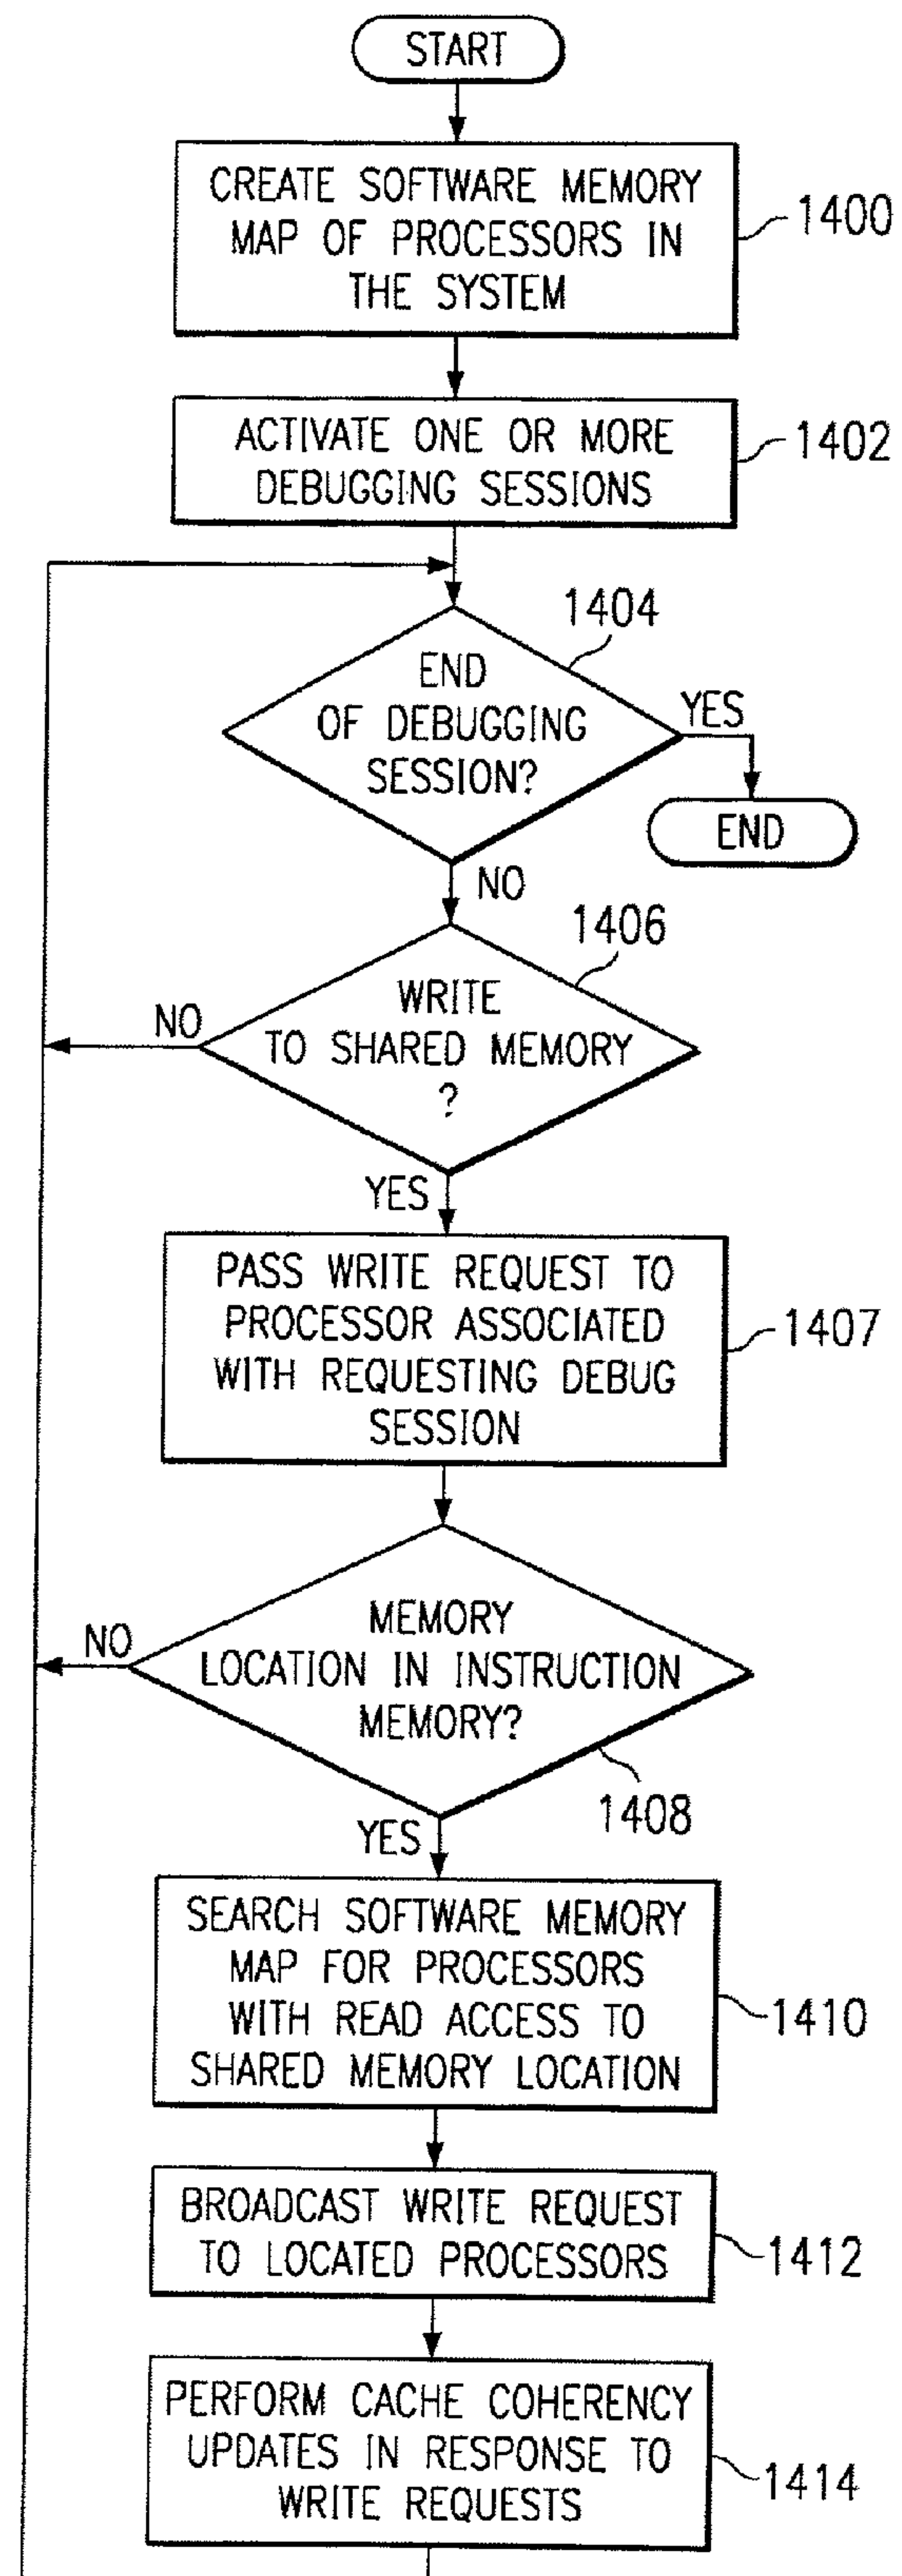 START
CREATE SOFTWARE MEMORY
MAP OF PROCESSORS IN
THE SYSTEM
1400
ACTIVATE ONE OR MORE
DEBUGGING SESSIONS
1402
1404
END
OF DEBUGGING
SESSION?
YES
END
NO
1406
WRITE
TO SHARED MEMORY
?
NO
YES
PASS WRITE REQUEST TO
PROCESSOR ASSOCIATED
WITH REQUESTING DEBUG
SESSION
1407
MEMORY
LOCATION IN INSTRUCTION
MEMORY?
NO
1408
YES
SEARCH SOFTWARE MEMORY
MAP FOR PROCESSORS
WITH READ ACCESS TO
SHARED MEMORY LOCATION
1410
BROADCAST WRITE REQUEST
TO LOCATED PROCESSORS
1412
PERFORM CACHE COHERENCY
UPDATES IN RESPONSE TO
WRITE REQUESTS
1414